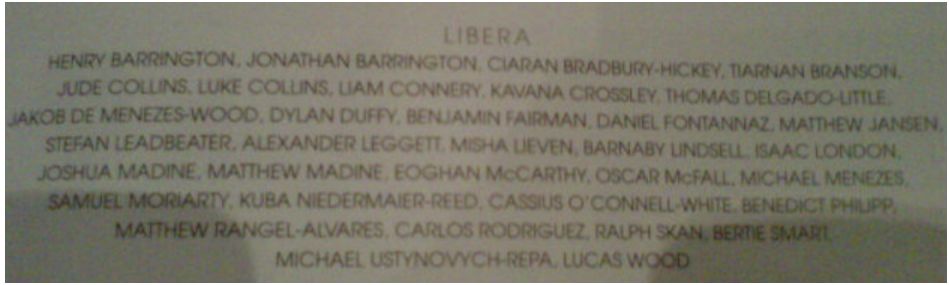 LIBERA
HENRY BARRINGTON, JONATHAN BARRINGTON, CIARAN BRADBURY-HICKEY, TIARNAN BRANSON,
JUDE COLLINS, LUKE COLLINS, LIAM CONNERY, KAVANA CROSSLEY, THOMAS DELGADO-LITTLE,
JAKOB DE MENEZES-WOOD, DYLAN DUFFY, BENJAMIN FAIRMAN, DANIEL FONTANNAZ, MATTHEW JANSEN,
STEFAN LEADBEATER, ALEXANDER LEGGETT, MISHA LIEVEN, BARNABY LINDSELL, ISAAC LONDON,
JOSHUA MADINE, MATTHEW MADINE, EOGHAN McCARTHY, OSCAR McFALL, MICHAEL MENEZES,
SAMUEL MORIARTY, KUBA NIEDERMAIER-REED, CASSIUS O'CONNELL-WHITE, BENEDICT PHILIPP,
MATTHEW RANGEL-ALVARES, CARLOS RODRIGUEZ, RALPH SKAN, BERTIE SMART,
MICHAEL USTYNOVYCH-REPA, LUCAS WOOD